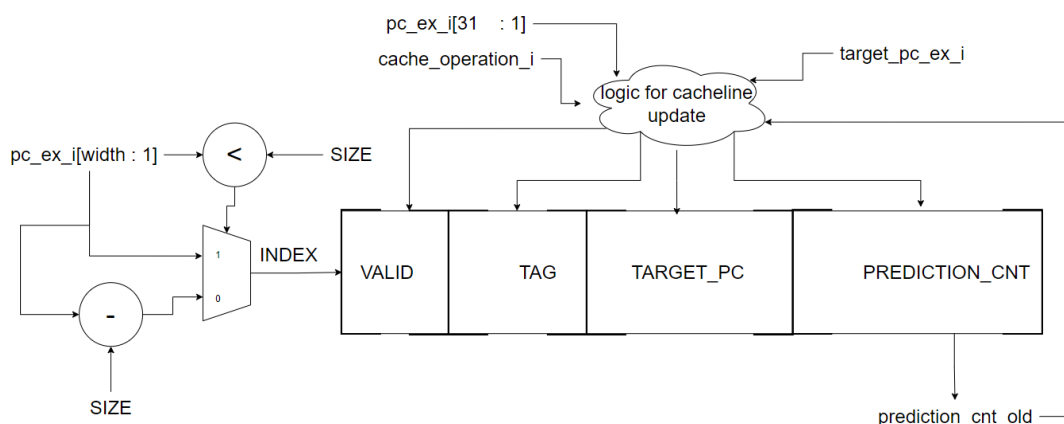 pc_ex_i[31 : 1]
cache_operation_i
target_pc_ex_i
logic for cacheline
update
pc_ex_i[width : 1]
<
SIZE
1
INDEX
VALID
TAG
TARGET_PC
PREDICTION_CNT
0
-
SIZE
prediction_cnt_old